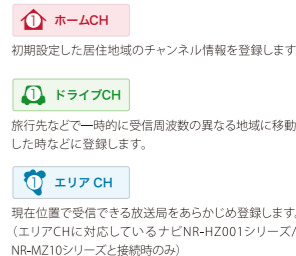 1 ホームCH
初期設定した居住地域のチャンネル情報を登録します
1 ドライブCH
旅行先などで一時的に受信周波数の異なる地域に移動
した時などに登録します。
1 エリア CH
現在位置で受信できる放送局をあらかじめ登録します。
（エリアCHに対応しているナビNR-HZ001シリーズ/
NR-MZ10シリーズと接続時のみ）